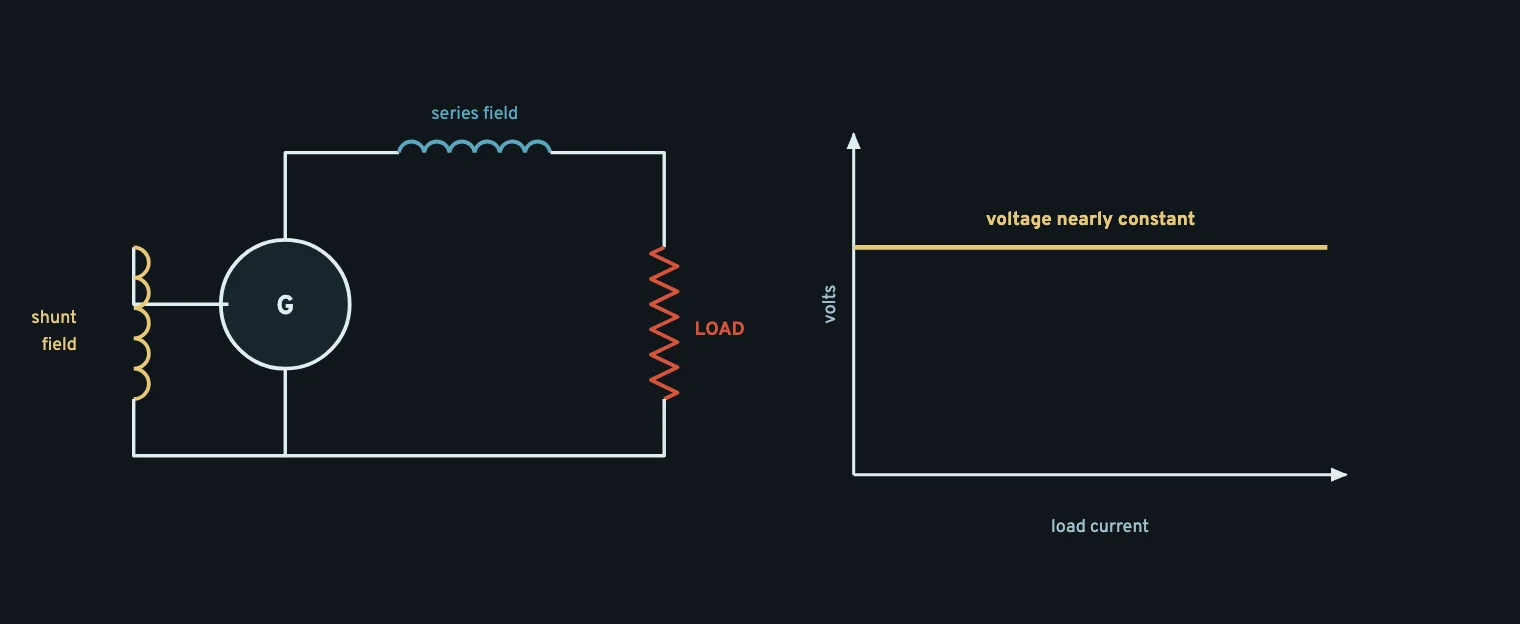 series field
shunt
field
G
LOAD
voltage nearly constant
volts
load current